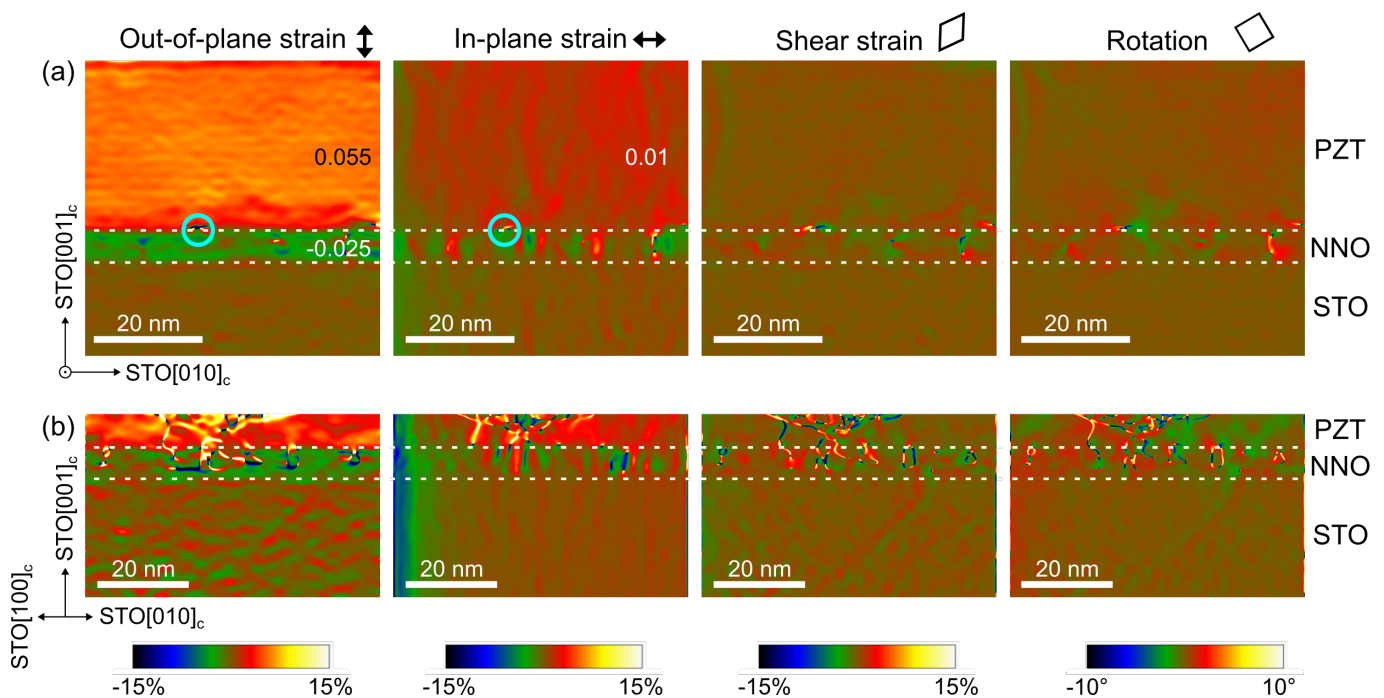 Out-of-plane strain
In-plane strain
Shear strain
Rotation
(a)
0.055
-0.025
0.01
PZT
NNO
STO
20 nm
20 nm
20 nm
20 nm
STO[001]c
STO[010]c
(b)
PZT
NNO
STO
20 nm
20 nm
20 nm
20 nm
STO[001]c
STO[100]c
STO[010]c
-15% 15%
-15% 15%
-15% 15%
-10° 10°